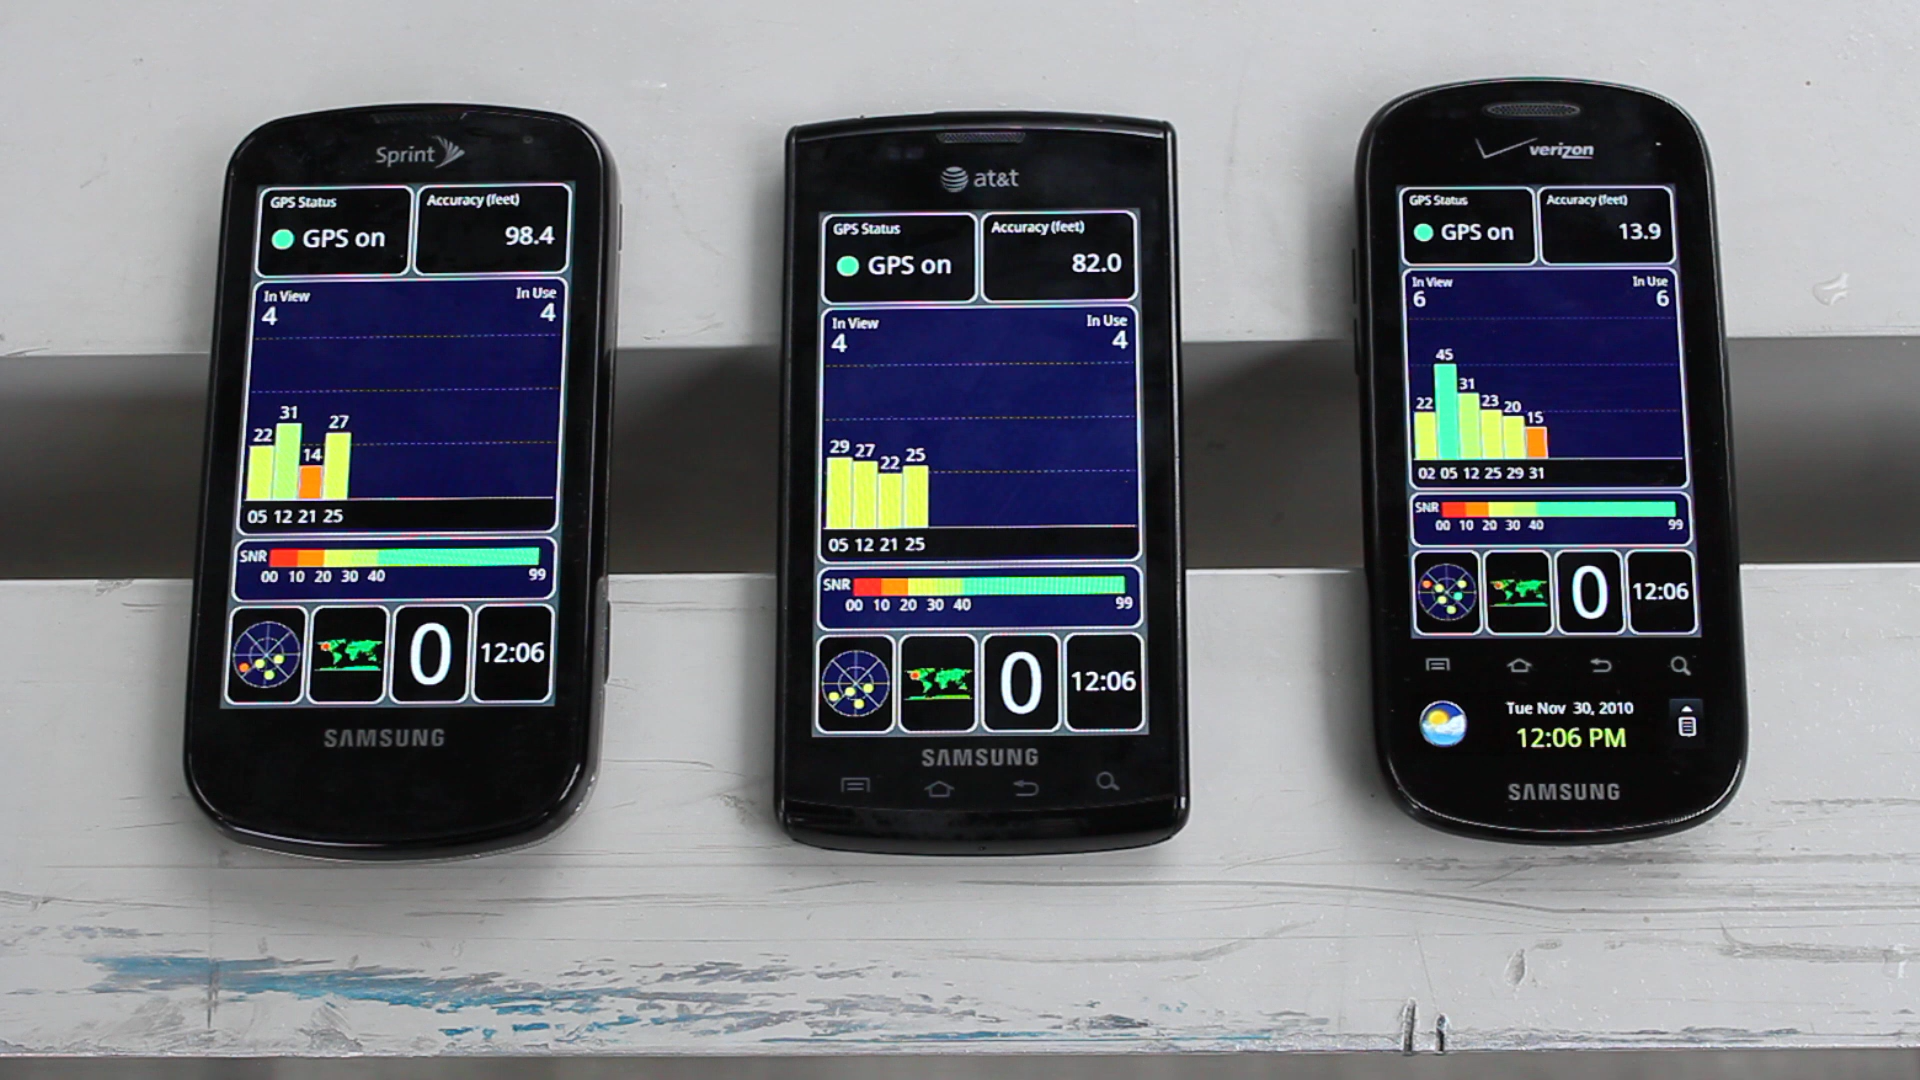 Sprint
GPS Status
GPS on
Accuracy (feet)
98.4
In View
4
In Use
4
22 31 14 27
05 12 21 25
SNR
00 10 20 30 40 99
0
12:06
SAMSUNG
at&t
GPS Status
GPS on
Accuracy (feet)
82.0
In View
4
In Use
4
29 27 22 25
05 12 21 25
SNR
00 10 20 30 40 99
0
12:06
SAMSUNG
verizon
GPS Status
GPS on
Accuracy (feet)
13.9
In View
6
In Use
6
22 45 31 23 20 15
02 05 12 25 29 31
SNR
00 10 20 30 40 99
0
12:06
Tue Nov 30, 2010
12:06 PM
SAMSUNG